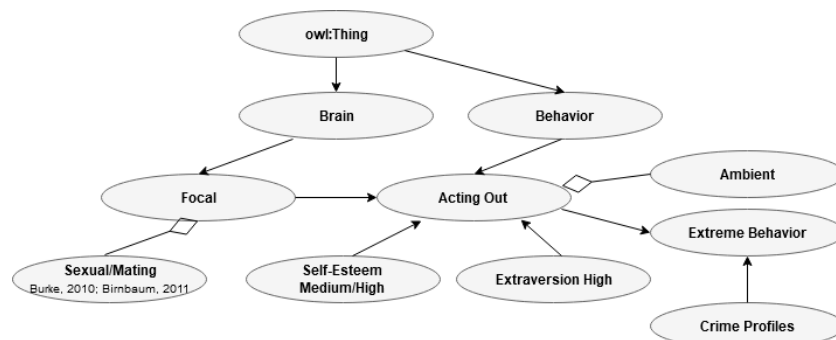 owl:Thing
Brain
Behavior
Focal
Acting Out
Ambient
Extreme Behavior
Sexual/Mating
Burke, 2010; Birnbaum, 2011
Self-Esteem
Medium/High
Extraversion High
Crime Profiles